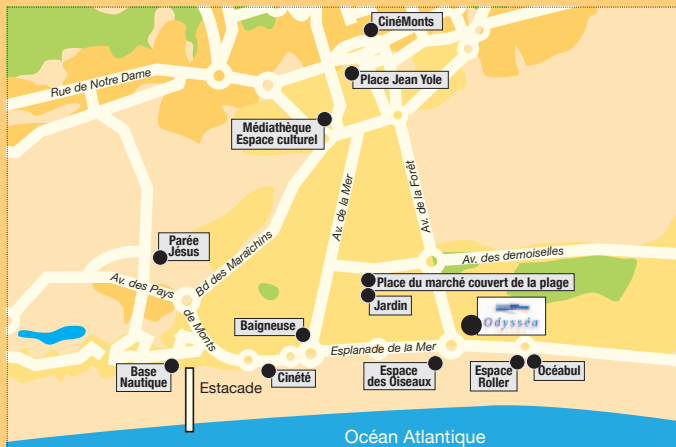 CinéMonts
Place Jean Yole
Rue de Notre Dame
Médiathèque
Espace culturel
Av. de la Mer
Av. de la Forêt
Parée
Jésus
Bd des Maraîchins
Av. des demoiselles
Av. des Pays
de Monts
Place du marché couvert de la plage
Jardin
Odysséa
Baigneuse
Esplanade de la Mer
Base
Nautique
Estacade
Cinété
Espace
des Oiseaux
Espace
Roller
Océabul
Océan Atlantique